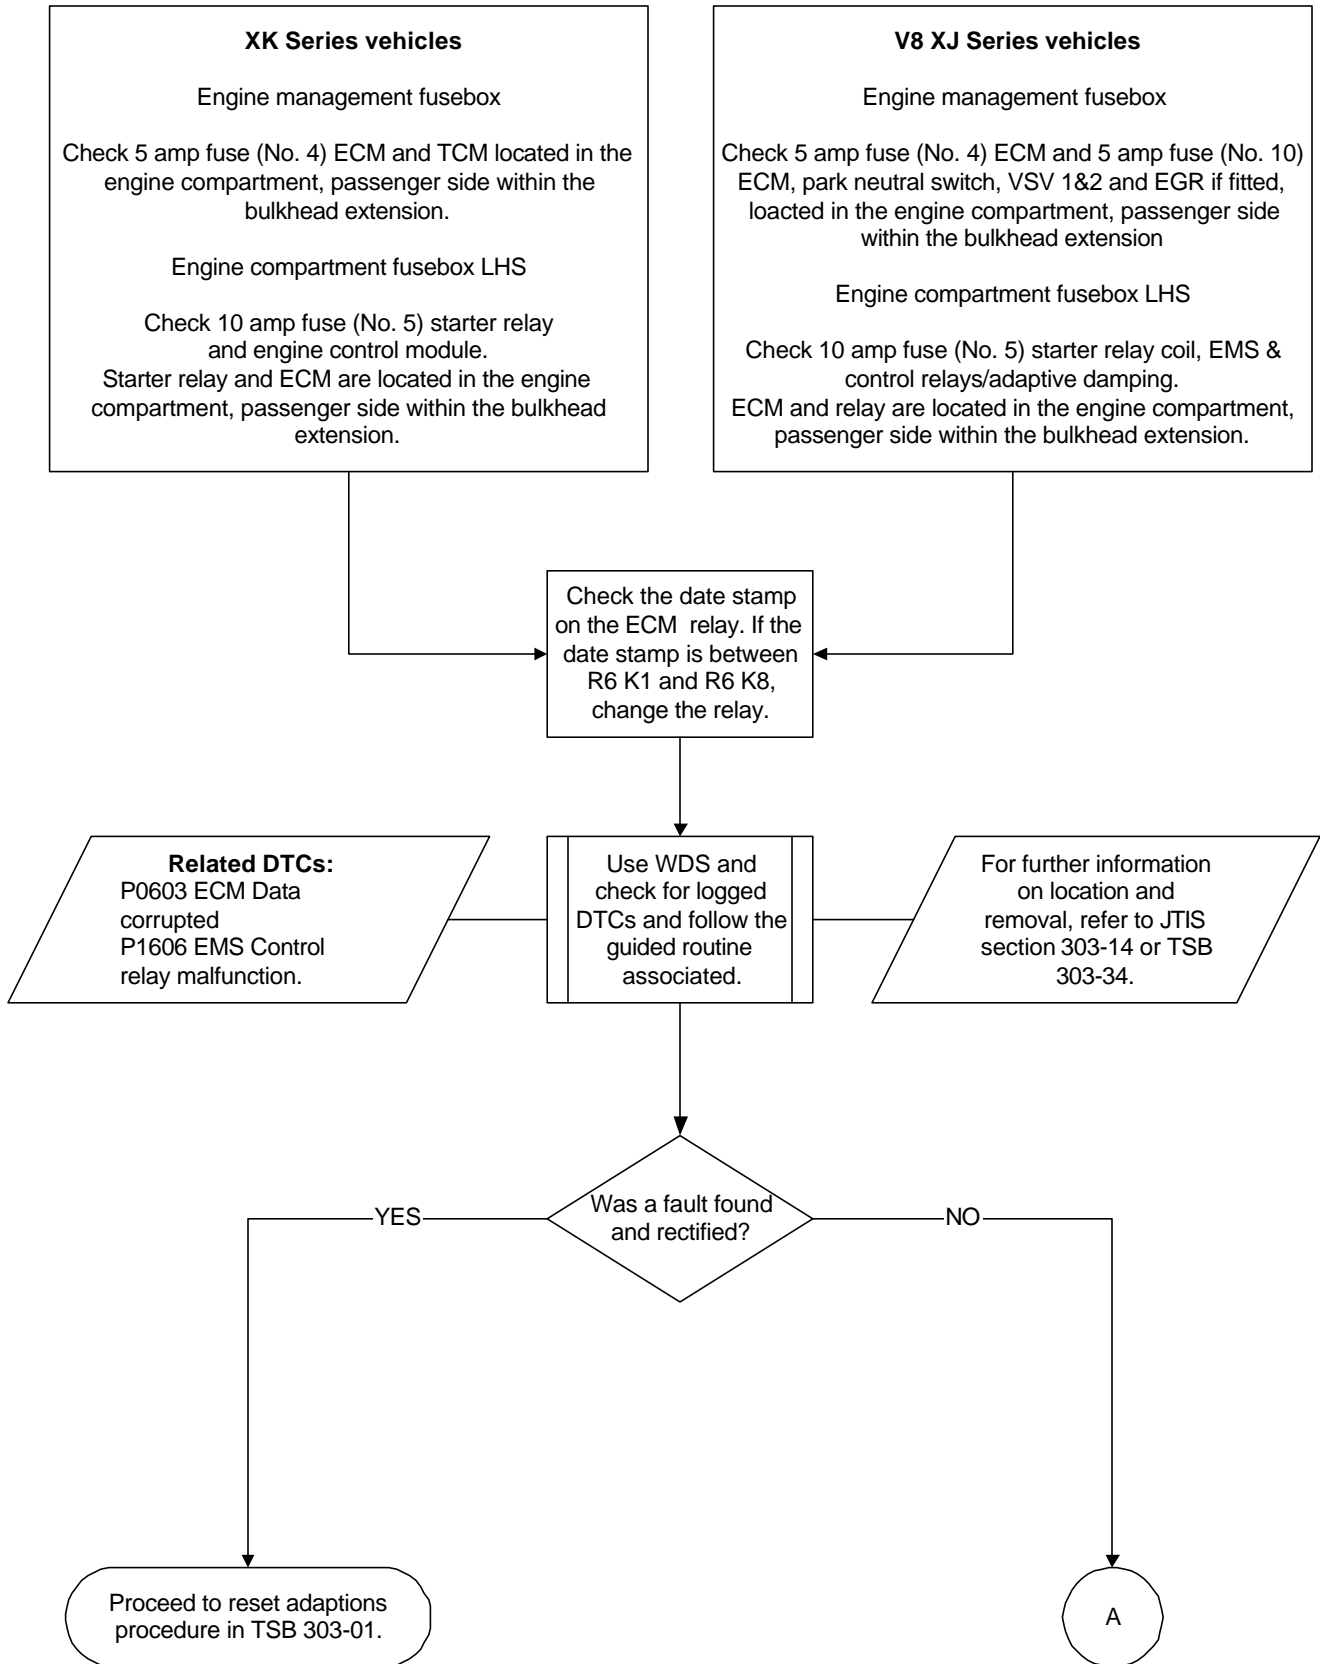 XK Series vehicles
Engine management fusebox
Check 5 amp fuse (No. 4) ECM and TCM located in the
engine compartment, passenger side within the
bulkhead extension.
Engine compartment fusebox LHS
Check 10 amp fuse (No. 5) starter relay
and engine control module.
Starter relay and ECM are located in the engine
compartment, passenger side within the bulkhead
extension.
V8 XJ Series vehicles
Engine management fusebox
Check 5 amp fuse (No. 4) ECM and 5 amp fuse (No. 10)
ECM, park neutral switch, VSV 1&2 and EGR if fitted,
loacted in the engine compartment, passenger side
within the bulkhead extension
Engine compartment fusebox LHS
Check 10 amp fuse (No. 5) starter relay coil, EMS &
control relays/adaptive damping.
ECM and relay are located in the engine compartment,
passenger side within the bulkhead extension.
Check the date stamp
on the ECM relay. If the
date stamp is between
R6 K1 and R6 K8,
change the relay.
Related DTCs:
P0603 ECM Data
corrupted
P1606 EMS Control
relay malfunction.
Use WDS and
check for logged
DTCs and follow the
guided routine
associated.
For further information
on location and
removal, refer to JTIS
section 303-14 or TSB
303-34.
Was a fault found
and rectified?
YES
NO
Proceed to reset adaptions
procedure in TSB 303-01.
A